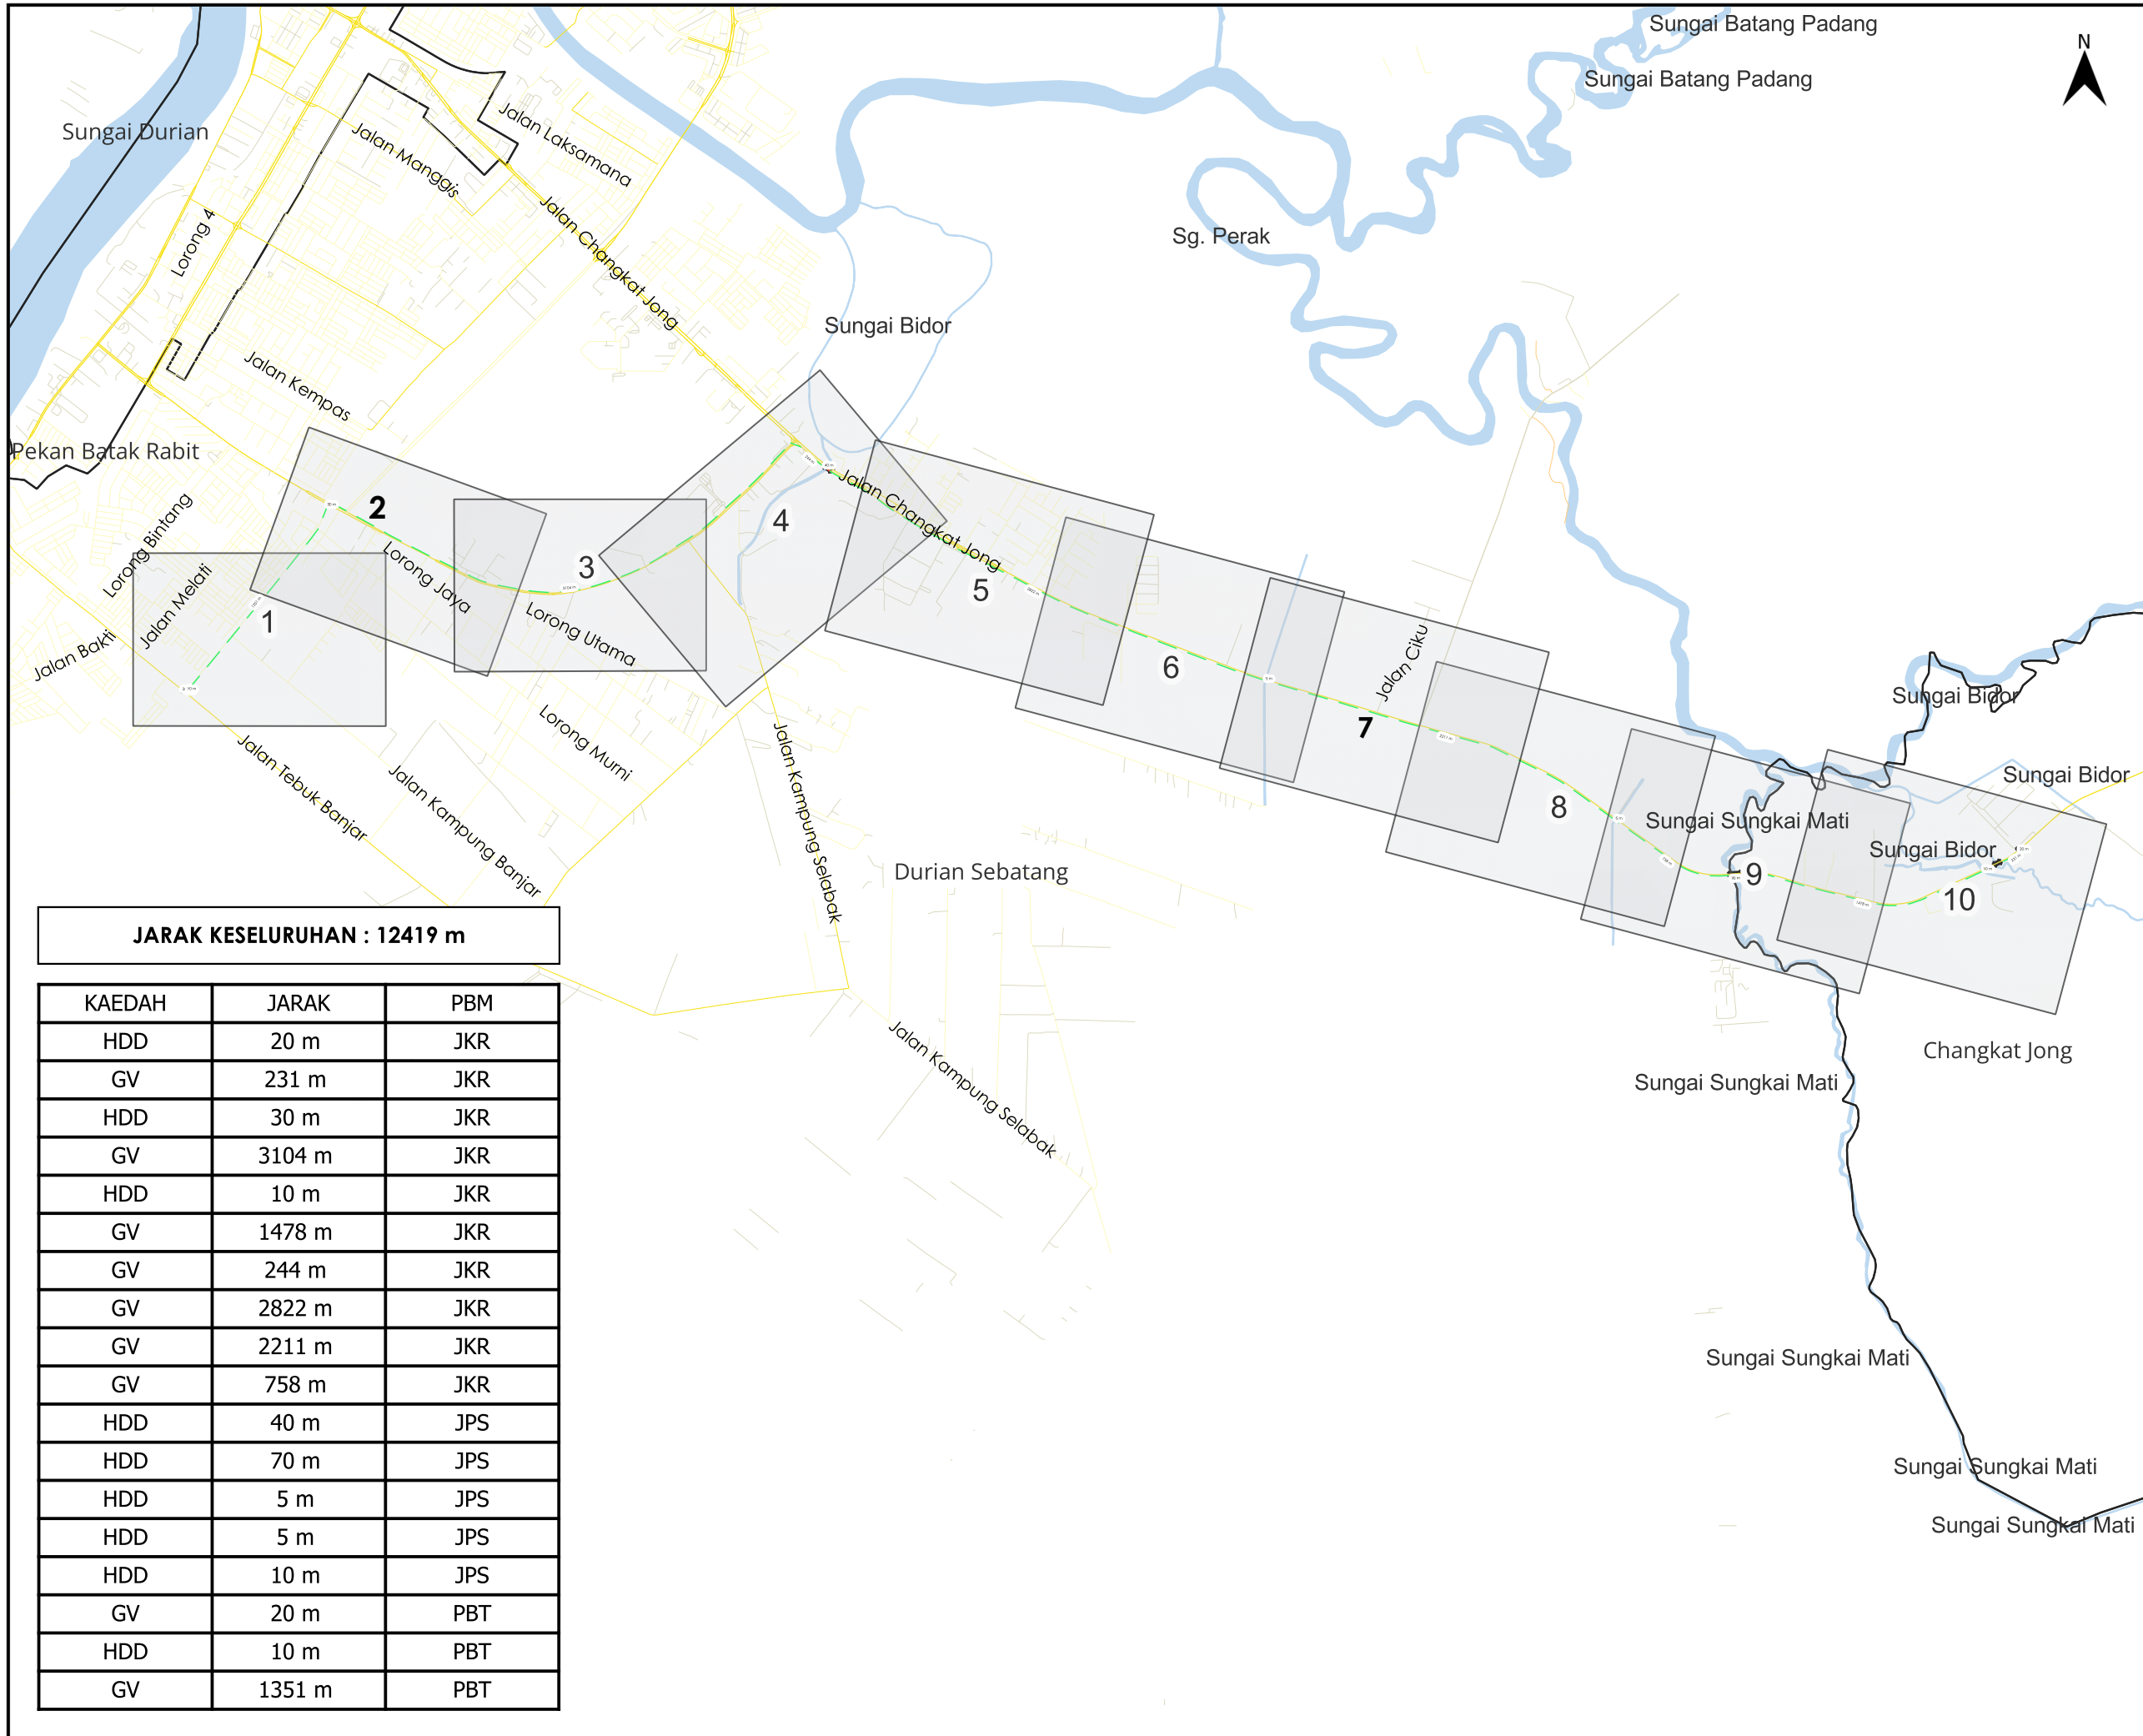 Sungai Batang Padang
N
Sungai Batang Padang
Sungai Durian
Jalan Laksamana
Jalan Manggis
Lorong 4
Jalan Changkat Jong
Sg. Perak
Sungai Bidor
Jalan Kempas
Pekan Batak Rabit
2
Lorong Bintang
4
Jalan Changkat Jong
3
Lorong Jaya
5
Jalan Melati
1
Lorong Utama
Jalan Bakti
6
Jalan Ciku
7
Sungai Bidor
Lorong Murni
Jalan Tebuk Banjar
Jalan Kampung Banjar
Jalan Kampung Selabak
Sungai Bidor
8
Sungai Sungkai Mati
Sungai Bidor
9
10
Durian Sebatang
JARAK KESELURUHAN : 12419 m
KAEDAH JARAK PBM
HDD 20 m JKR
GV 231 m JKR
HDD 30 m JKR
GV 3104 m JKR
HDD 10 m JKR
GV 1478 m JKR
GV 244 m JKR
GV 2822 m JKR
GV 2211 m JKR
GV 758 m JKR
HDD 40 m JPS
HDD 70 m JPS
HDD 5 m JPS
HDD 5 m JPS
HDD 10 m JPS
GV 20 m PBT
HDD 10 m PBT
GV 1351 m PBT
Jalan Kampung Selabak
Changkat Jong
Sungai Sungkai Mati
Sungai Sungkai Mati
Sungai Sungkai Mati
Sungai Sungkai Mati